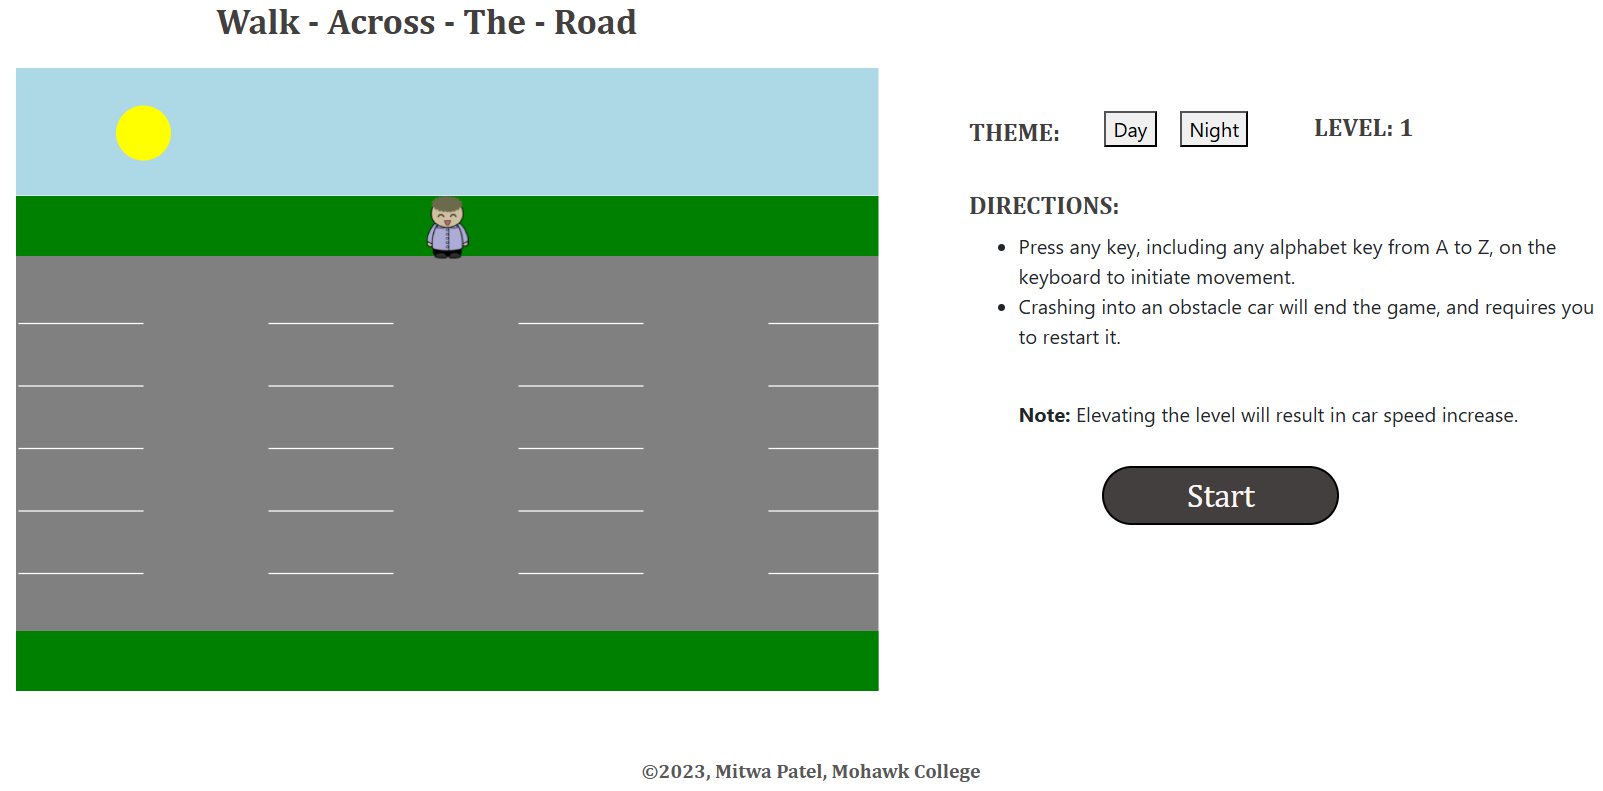 Walk - Across - The - Road
THEME:
Day
Night
LEVEL: 1
DIRECTIONS:
Press any key, including any alphabet key from A to Z, on the
keyboard to initiate movement.
Crashing into an obstacle car will end the game, and requires you
to restart it.
Note: Elevating the level will result in car speed increase.
Start
©2023, Mitwa Patel, Mohawk College